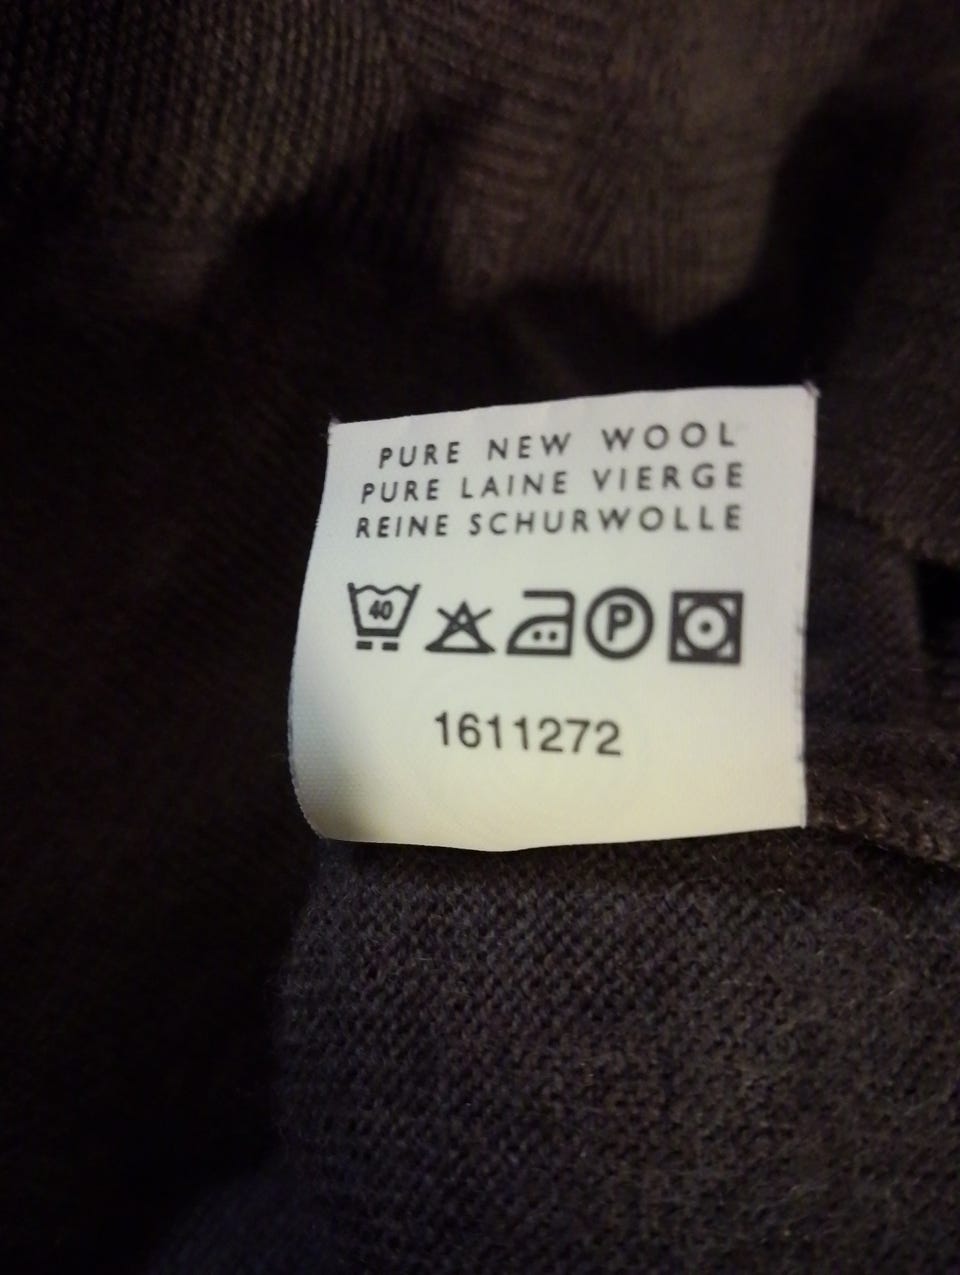 PURE NEW WOOL
PURE LAINE VIERGE
REINE SCHURWOLLE
40 P
1611272